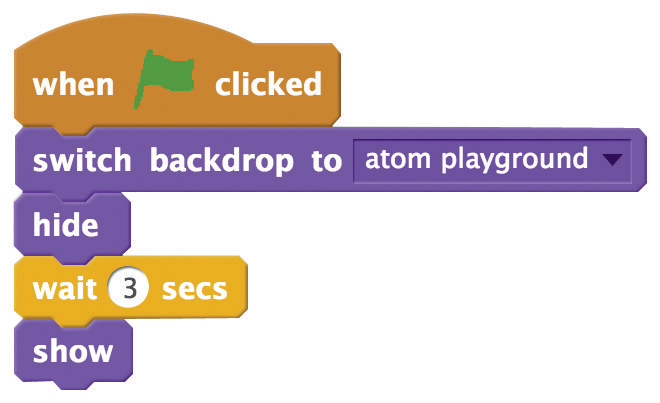 when clicked
switch backdrop to atom playground
hide
wait 3 secs
show